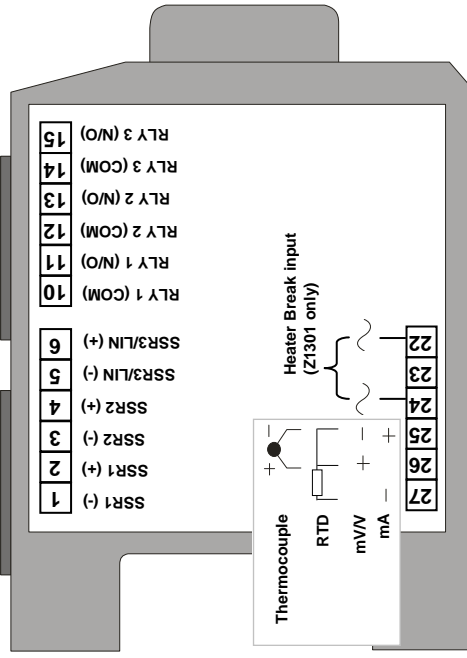 15 RLY 3 (N/O)
14 RLY 3 (COM)
13 RLY 2 (N/O)
12 RLY 2 (COM)
11 RLY 1 (N/O)
10 RLY 1 (COM)
6 SSR3/LIN (+)
5 SSR3/LIN (-)
4 SSR2 (+)
3 SSR2 (-)
2 SSR1 (+)
1 SSR1 (-)
Heater Break input
(Z1301 only)
22
23
24
25
26
27
Thermocouple + −
RTD
mV/V + −
mA − +